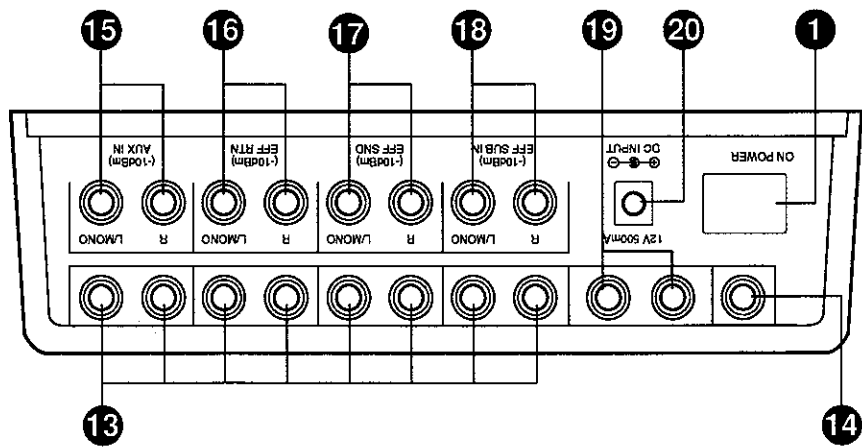 15 16 17 18 19 20 1
AUX IN EFF RTN EFF SND EFF SUB IN DC INPUT ON POWER
(-10dBm) (-10dBm) (-10dBm) (-10dBm)
L/MONO R L/MONO R L/MONO R L/MONO R 12V 500mA
13 14